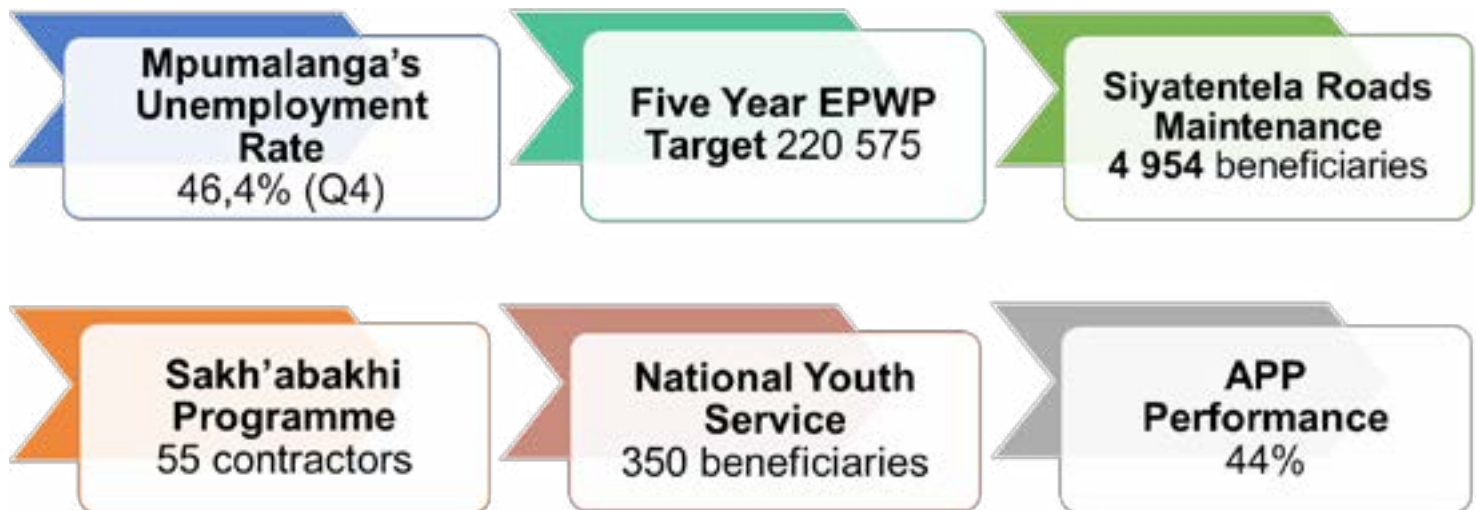 Mpumalanga's
Unemployment
Rate
46,4% (Q4)
Five Year EPWP
Target 220 575
Siyatentela Roads
Maintenance
4 954 beneficiaries
Sakh'abakhi
Programme
55 contractors
National Youth
Service
350 beneficiaries
APP
Performance
44%